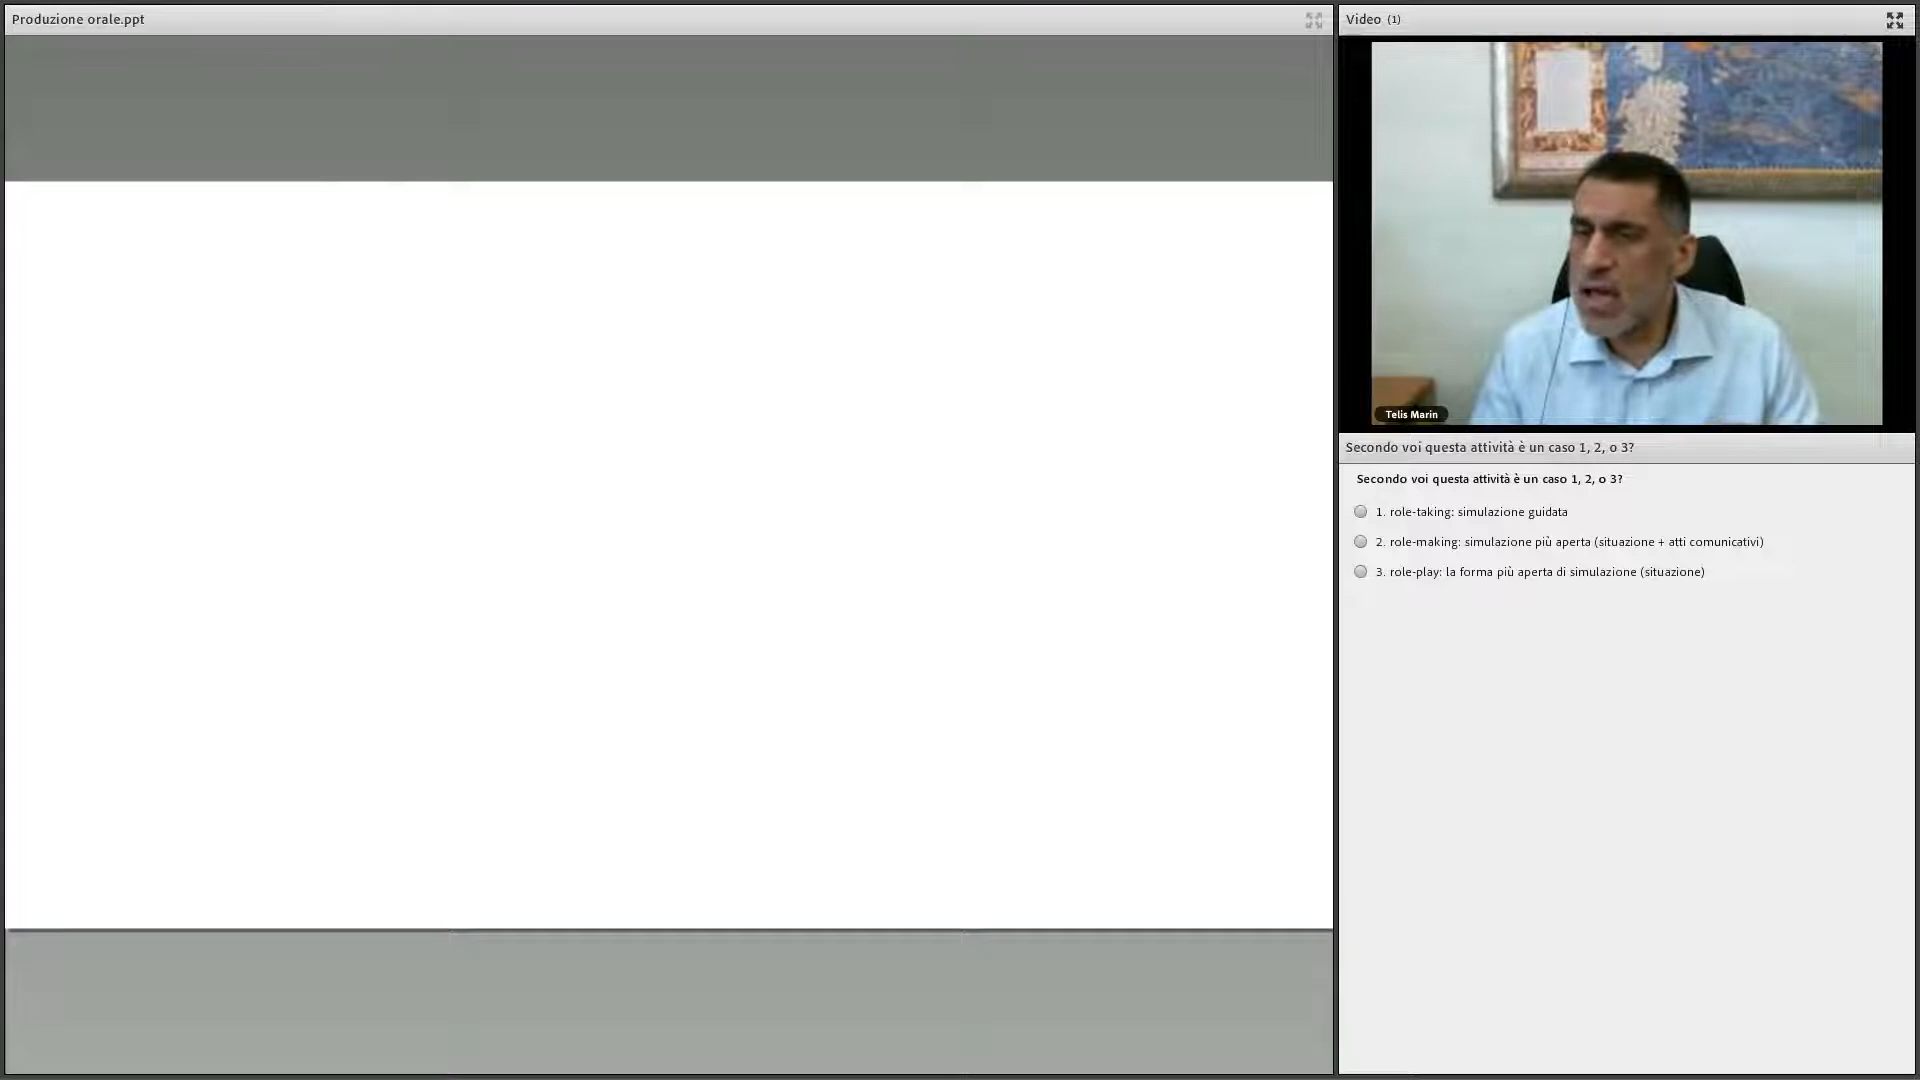 Produzione orale.ppt
Video (1)
Telis Marin
Secondo voi questa attività è un caso 1, 2, o 3?
Secondo voi questa attività è un caso 1, 2, o 3?
1. role-taking: simulazione guidata
2. role-making: simulazione più aperta (situazione + atti comunicativi)
3. role-play: la forma più aperta di simulazione (situazione)